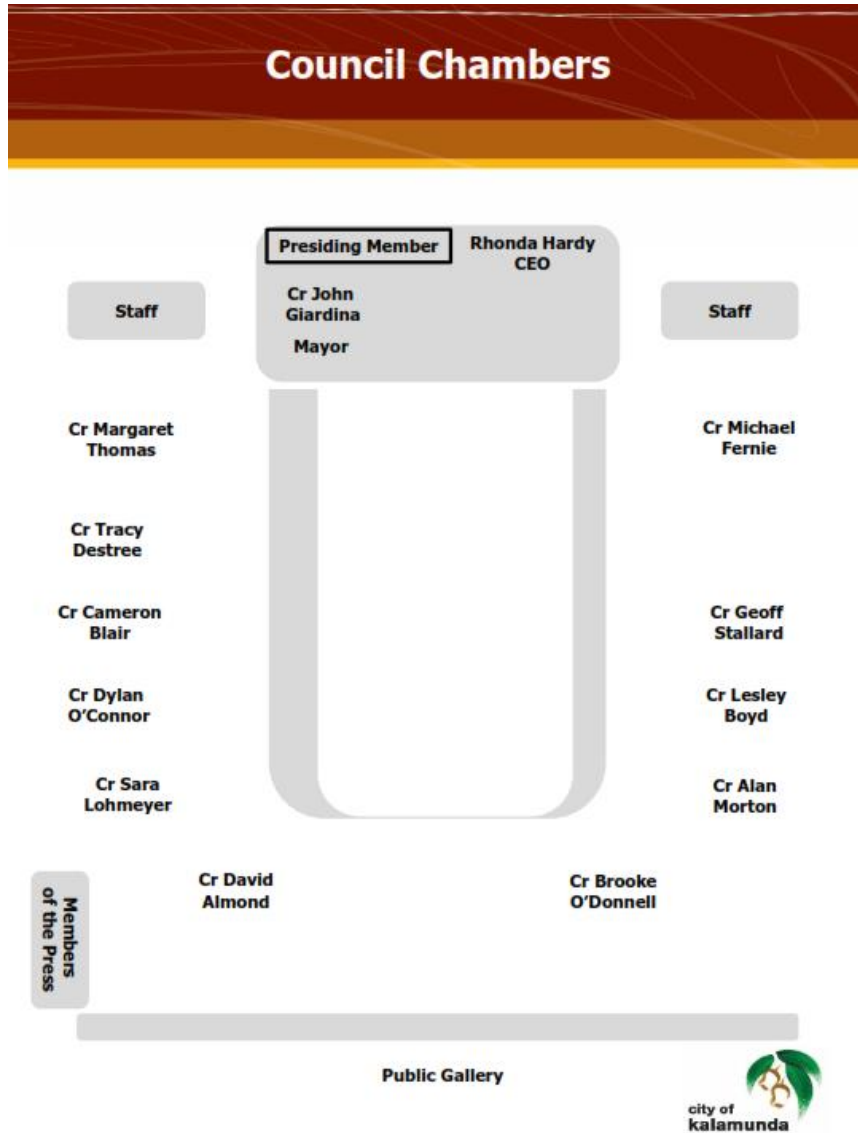 Council Chambers
Presiding Member
Rhonda Hardy
CEO
Staff
Cr John
Giardina
Mayor
Staff
Cr Margaret
Thomas
Cr Michael
Fernie
Cr Tracy
Destree
Cr Cameron
Blair
Cr Geoff
Stallard
Cr Dylan
O'Connor
Cr Lesley
Boyd
Cr Sara
Lohmeyer
Cr Alan
Morton
Cr David
Almond
Cr Brooke
O'Donnell
Members
of the Press
Public Gallery
city of
kalamunda